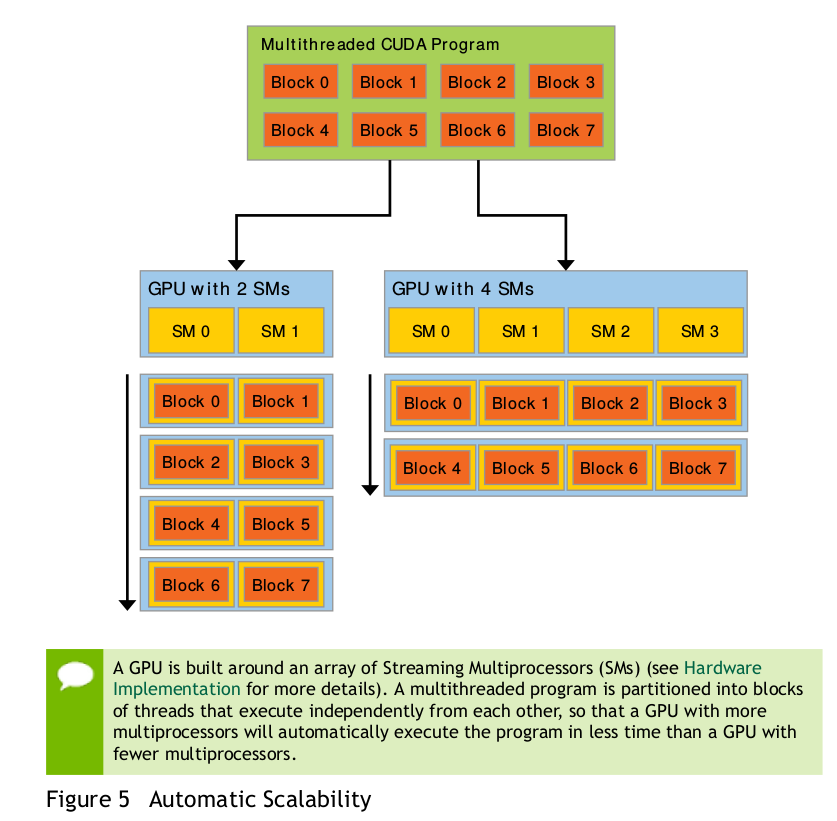 Multithreaded CUDA Program
Block 0 Block 1 Block 2 Block 3
Block 4 Block 5 Block 6 Block 7
GPU with 2 SMs
SM 0 SM 1
Block 0 Block 1
Block 2 Block 3
Block 4 Block 5
Block 6 Block 7
GPU with 4 SMs
SM 0 SM 1 SM 2 SM 3
Block 0 Block 1 Block 2 Block 3
Block 4 Block 5 Block 6 Block 7
A GPU is built around an array of Streaming Multiprocessors (SMs) (see Hardware
Implementation for more details). A multithreaded program is partitioned into blocks
of threads that execute independently from each other, so that a GPU with more
multiprocessors will automatically execute the program in less time than a GPU with
fewer multiprocessors.
Figure 5 Automatic Scalability